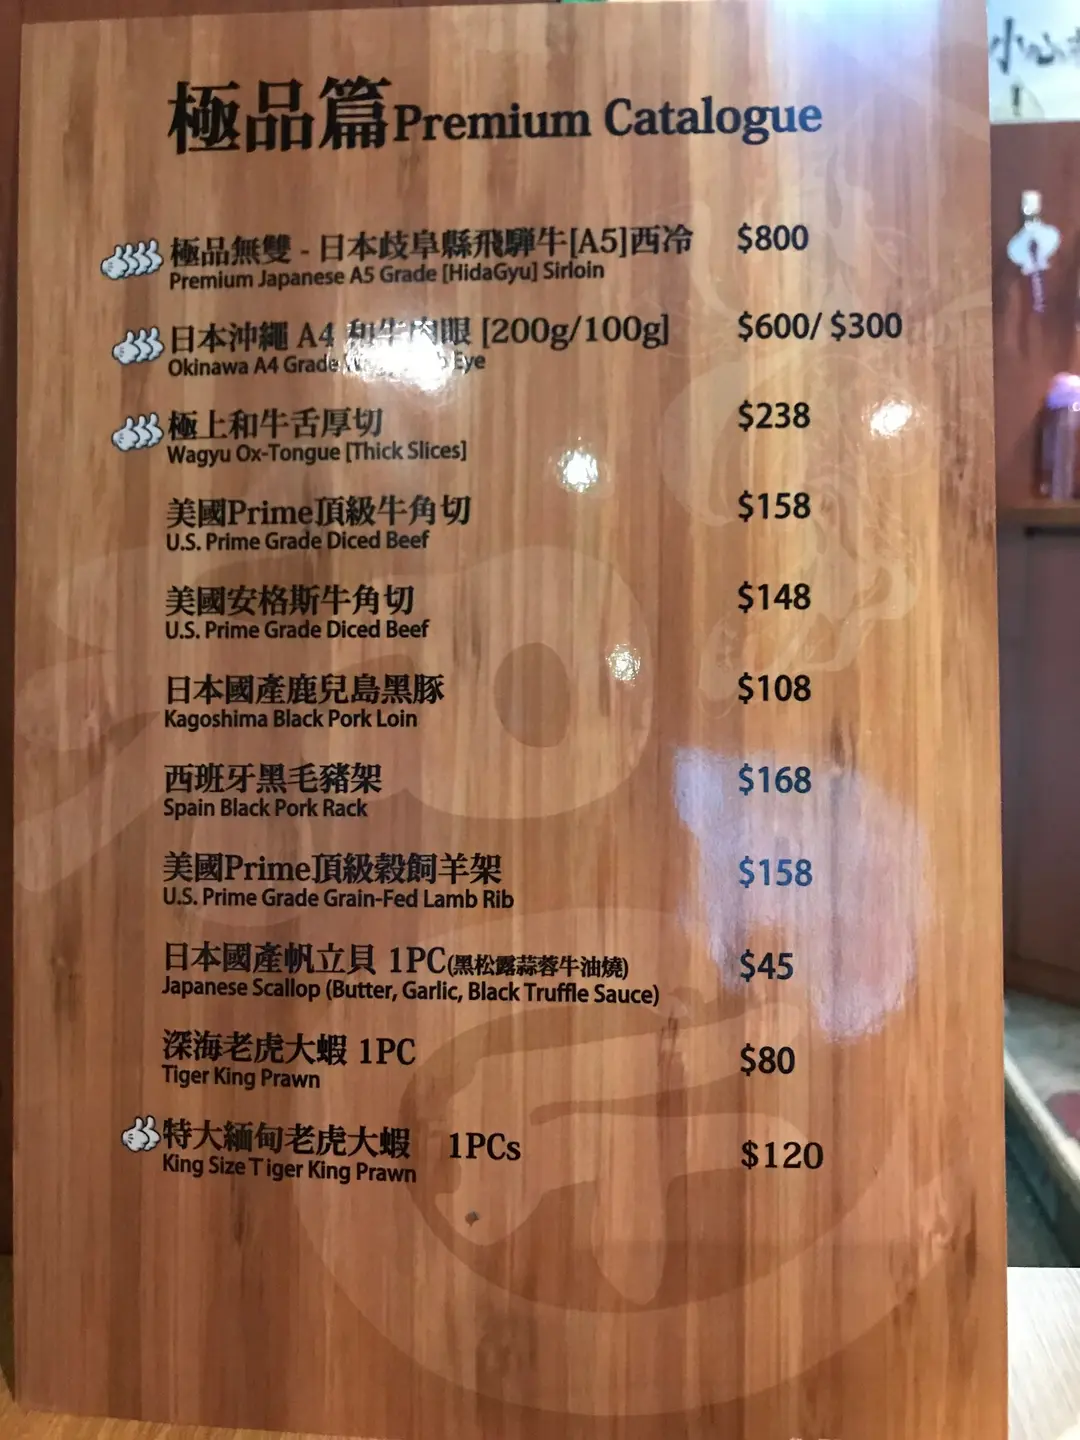 極品篇Premium Catalogue
極品無雙 - 日本歧阜縣飛騨牛[A5]西冷 $800
Premium Japanese A5 Grade [HidaGyu] Sirloin
日本沖繩 A4 和牛肉眼 [200g/100g] $600/ $300
Okinawa A4 Grade Eye
極上和牛舌厚切 $238
Wagyu Ox-Tongue [Thick Slices]
美國Prime頂級牛角切 $158
U.S. Prime Grade Diced Beef
美國安格斯牛角切 $148
U.S. Prime Grade Diced Beef
日本國產鹿兒島黑豚 $108
Kagoshima Black Pork Loin
西班牙黑毛豬架 $168
Spain Black Pork Rack
美國Prime頂級穀飼羊架 $158
U.S. Prime Grade Grain-Fed Lamb Rib
日本國產帆立貝 1PC(黑松露蒜蓉牛油燒) $45
Japanese Scallop (Butter, Garlic, Black Truffle Sauce)
深海老虎大蝦 1PC $80
Tiger King Prawn
特大緬甸老虎大蝦 1PCs $120
King Size Tiger King Prawn
小心